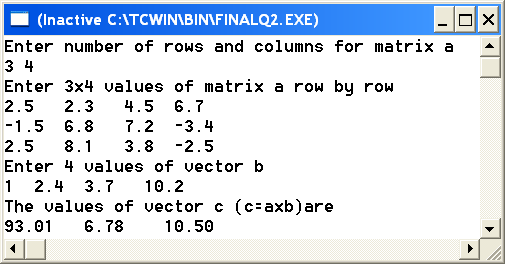 (Inactive C:\TCWIN\BIN\FINALQ2.EXE)
Enter number of rows and columns for matrix a
3 4
Enter 3x4 values of matrix a row by row
2.5   2.3   4.5  6.7
-1.5  6.8   7.2  -3.4
2.5   8.1   3.8  -2.5
Enter 4 values of vector b
1  2.4  3.7   10.2
The values of vector c (c=axb)are
93.01   6.78    10.50